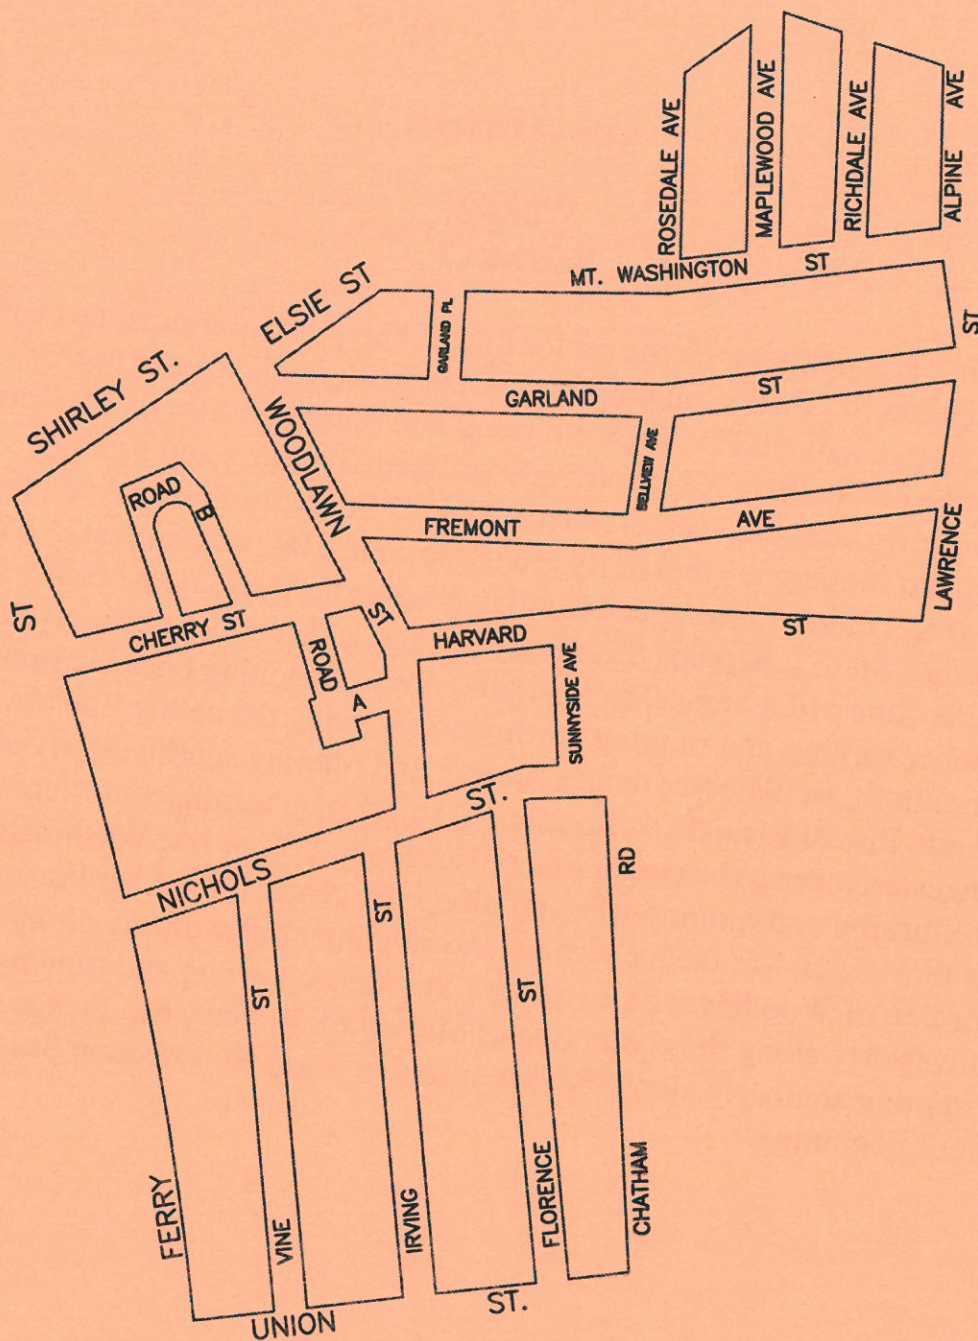 ROSEDALE AVE
MAPLEWOOD AVE
RICHDALE AVE
ALPINE AVE
MT. WASHINGTON ST
ELSIE ST
GARLAND PL
ST
SHIRLEY ST.
GARLAND ST
WOODLAWN
BELLVIEW AVE
ROAD B
FREMONT AVE
LAWRENCE
ST
CHERRY ST
ST
HARVARD ST
ROAD A
SUNNYSIDE AVE
NICHOLS ST.
RD
ST
ST
ST
FERRY
VINE
IRVING
FLORENCE
CHATHAM
UNION ST.